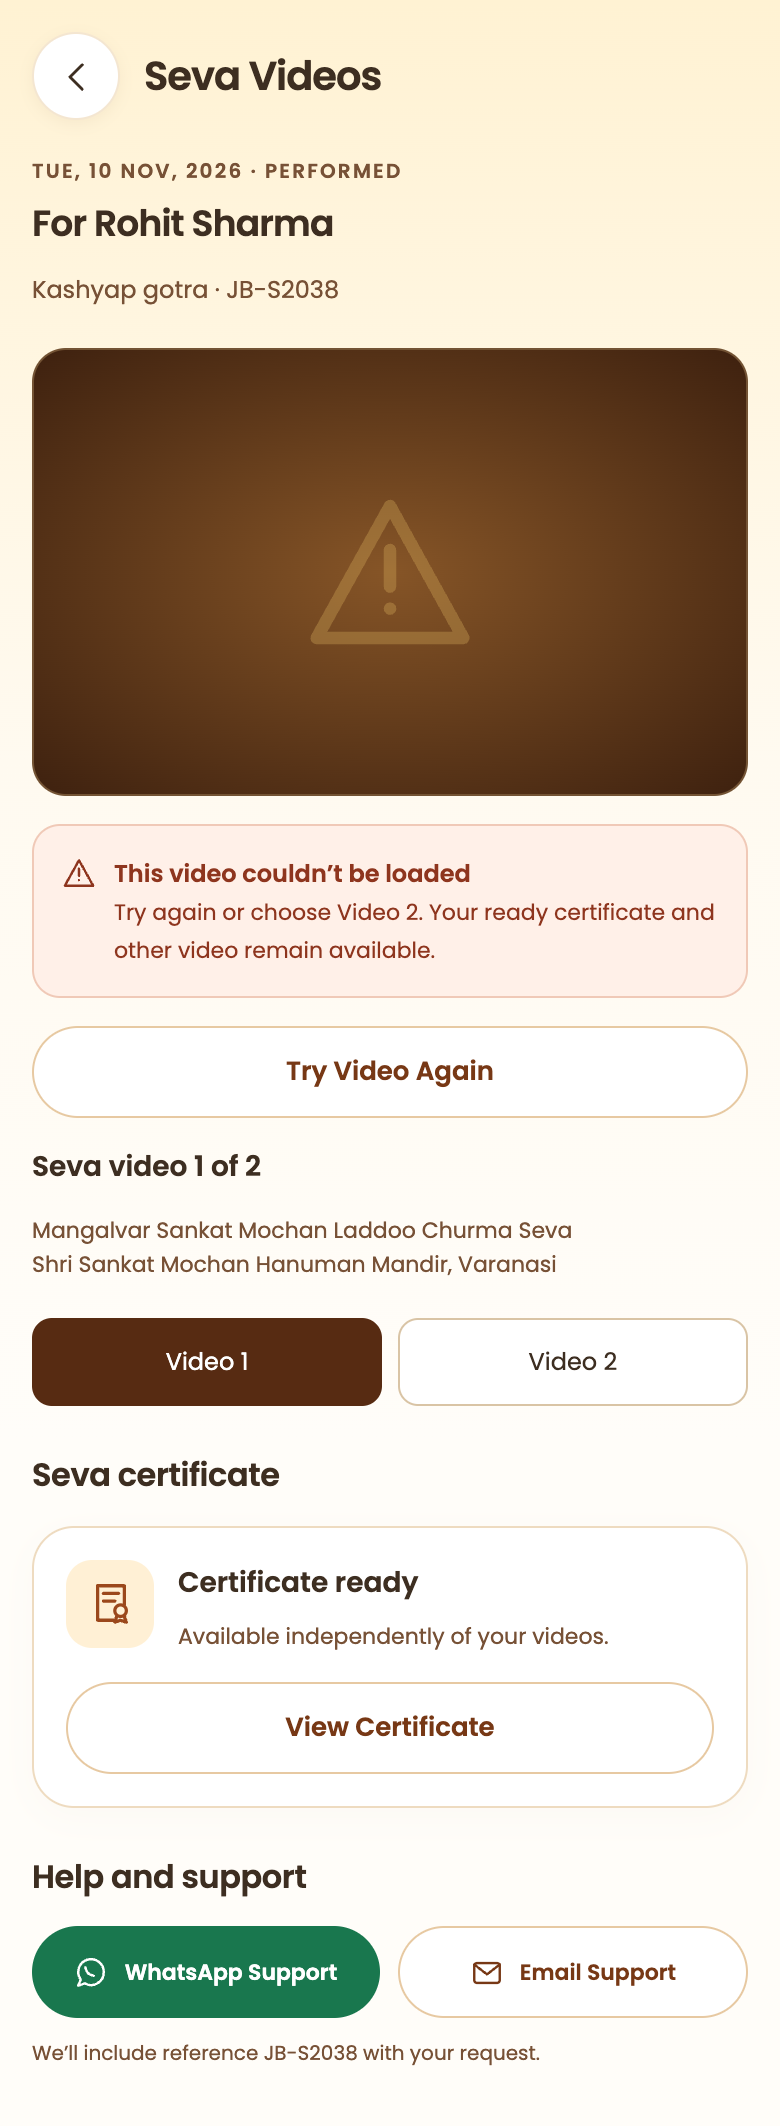 Seva Videos
TUE, 10 NOV, 2026 · PERFORMED
For Rohit Sharma
Kashyap gotra · JB-S2038
This video couldn’t be loaded
Try again or choose Video 2. Your ready certificate and
other video remain available.
Try Video Again
Seva video 1 of 2
Mangalvar Sankat Mochan Laddoo Churma Seva
Shri Sankat Mochan Hanuman Mandir, Varanasi
Video 1
Video 2
Seva certificate
Certificate ready
Available independently of your videos.
View Certificate
Help and support
WhatsApp Support
Email Support
We’ll include reference JB-S2038 with your request.